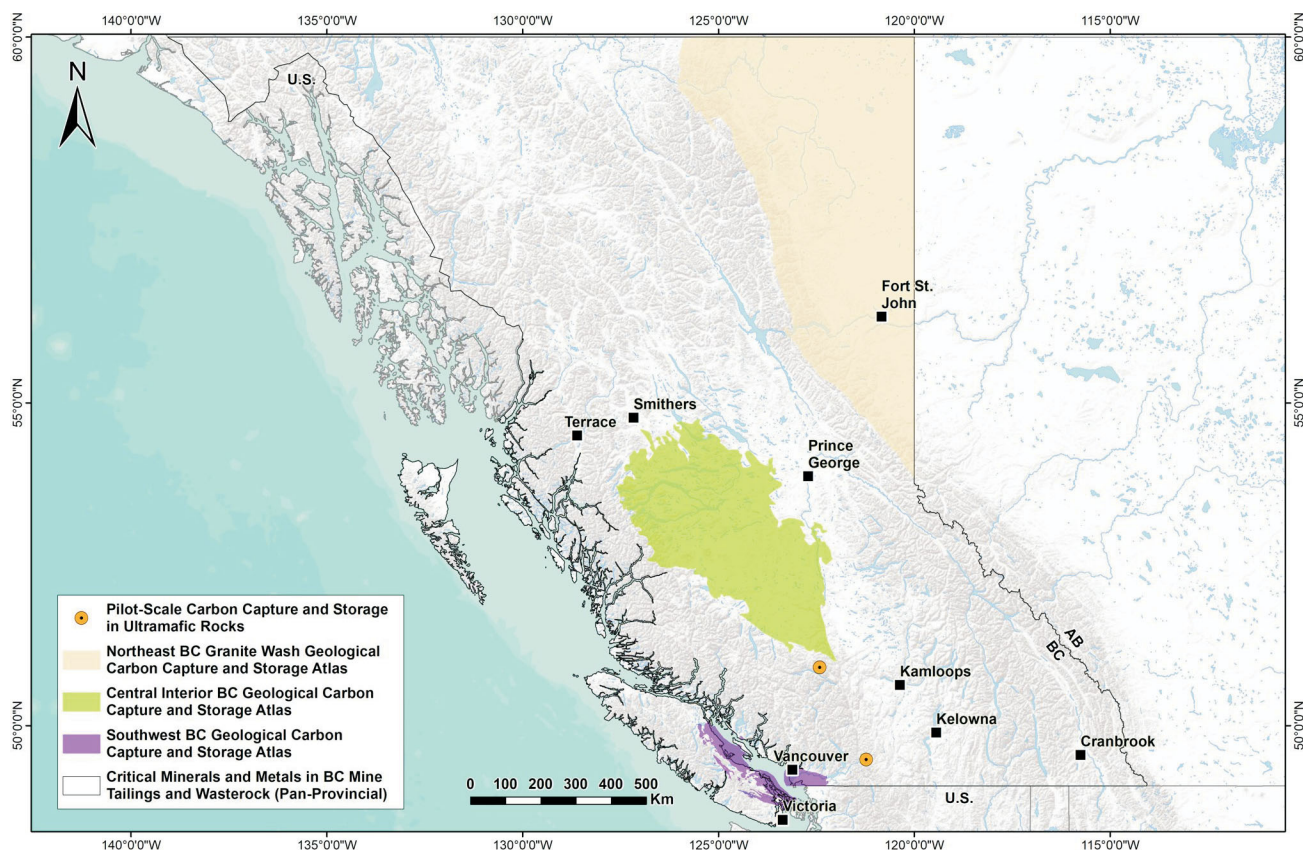 140°0'0"W
135°0'0"W
130°0'0"W
125°0'0"W
120°0'0"W
115°0'0"W
60°0'0"N
60°0'0"N
N
U.S.
Fort St.
John
55°0'0"N
55°0'0"N
Smithers
Terrace
Prince
George
AB
BC
Kamloops
Kelowna
Cranbrook
50°0'0"N
50°0'0"N
Vancouver
Victoria
U.S.
0 100 200 300 400 500
Km
Pilot-Scale Carbon Capture and Storage
in Ultramafic Rocks
Northeast BC Granite Wash Geological
Carbon Capture and Storage Atlas
Central Interior BC Geological Carbon
Capture and Storage Atlas
Southwest BC Geological Carbon
Capture and Storage Atlas
Critical Minerals and Metals in BC Mine
Tailings and Wasterock (Pan-Provincial)
140°0'0"W
135°0'0"W
130°0'0"W
125°0'0"W
120°0'0"W
115°0'0"W